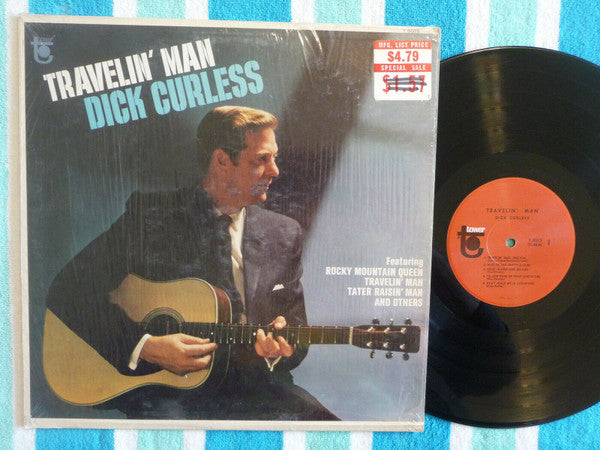 tower
TRAVELIN' MAN
DICK CURLESS
MFG. LIST PRICE
$4.79
SPECIAL SALE
$1.57
Featuring
ROCKY MOUNTAIN QUEEN
TRAVELIN' MAN
TATER RAISIN' MAN
AND OTHERS
TRAVELIN' MAN
DICK CURLESS
tower